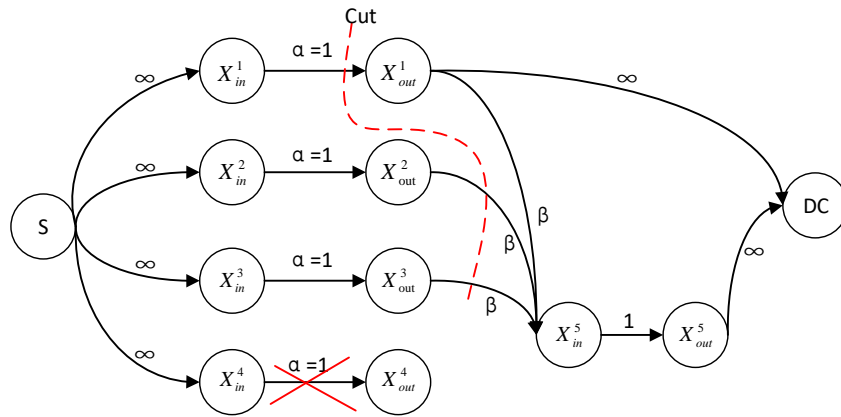 Cut
∞ X¹ᵢₙ α=1 X¹ₒᵤₜ ∞
∞ X²ᵢₙ α=1 X²ₒᵤₜ β
S DC
∞ X³ᵢₙ α=1 X³ₒᵤₜ β β ∞
X⁵ᵢₙ 1 X⁵ₒᵤₜ
∞ X⁴ᵢₙ α=1 X⁴ₒᵤₜ